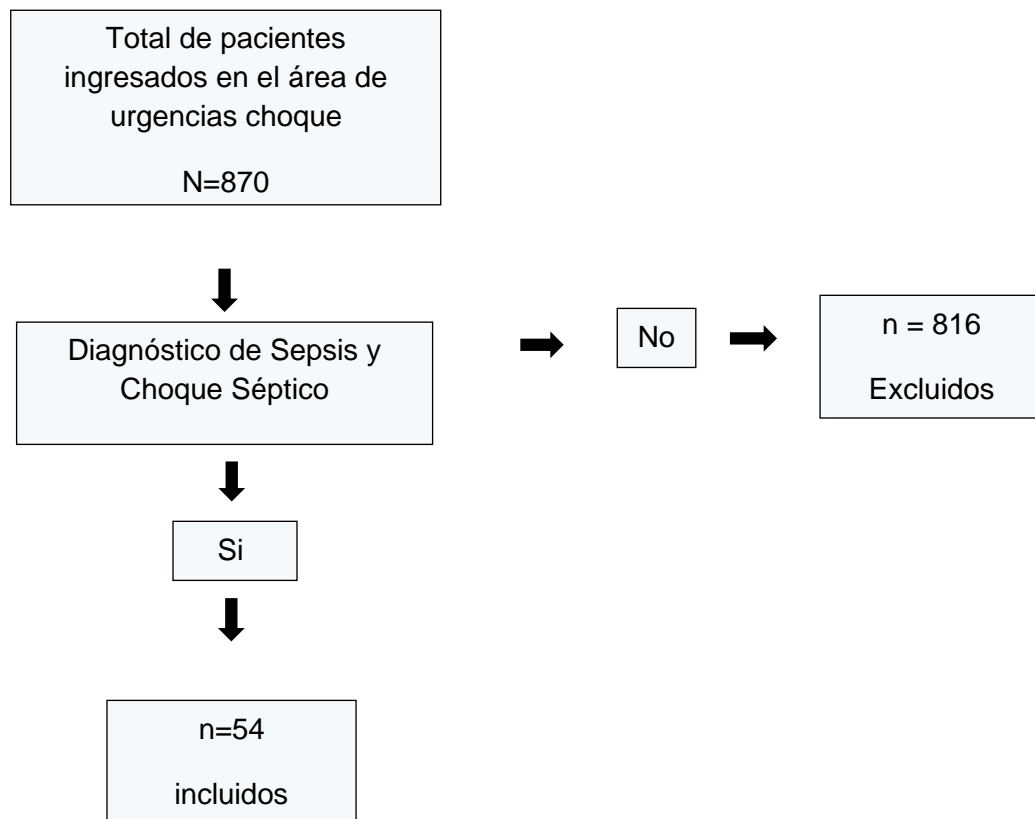 Total de pacientes
ingresados en el área de
urgencias choque
N=870
Diagnóstico de Sepsis y
Choque Séptico
No
n = 816
Excluidos
Si
n=54
incluidos